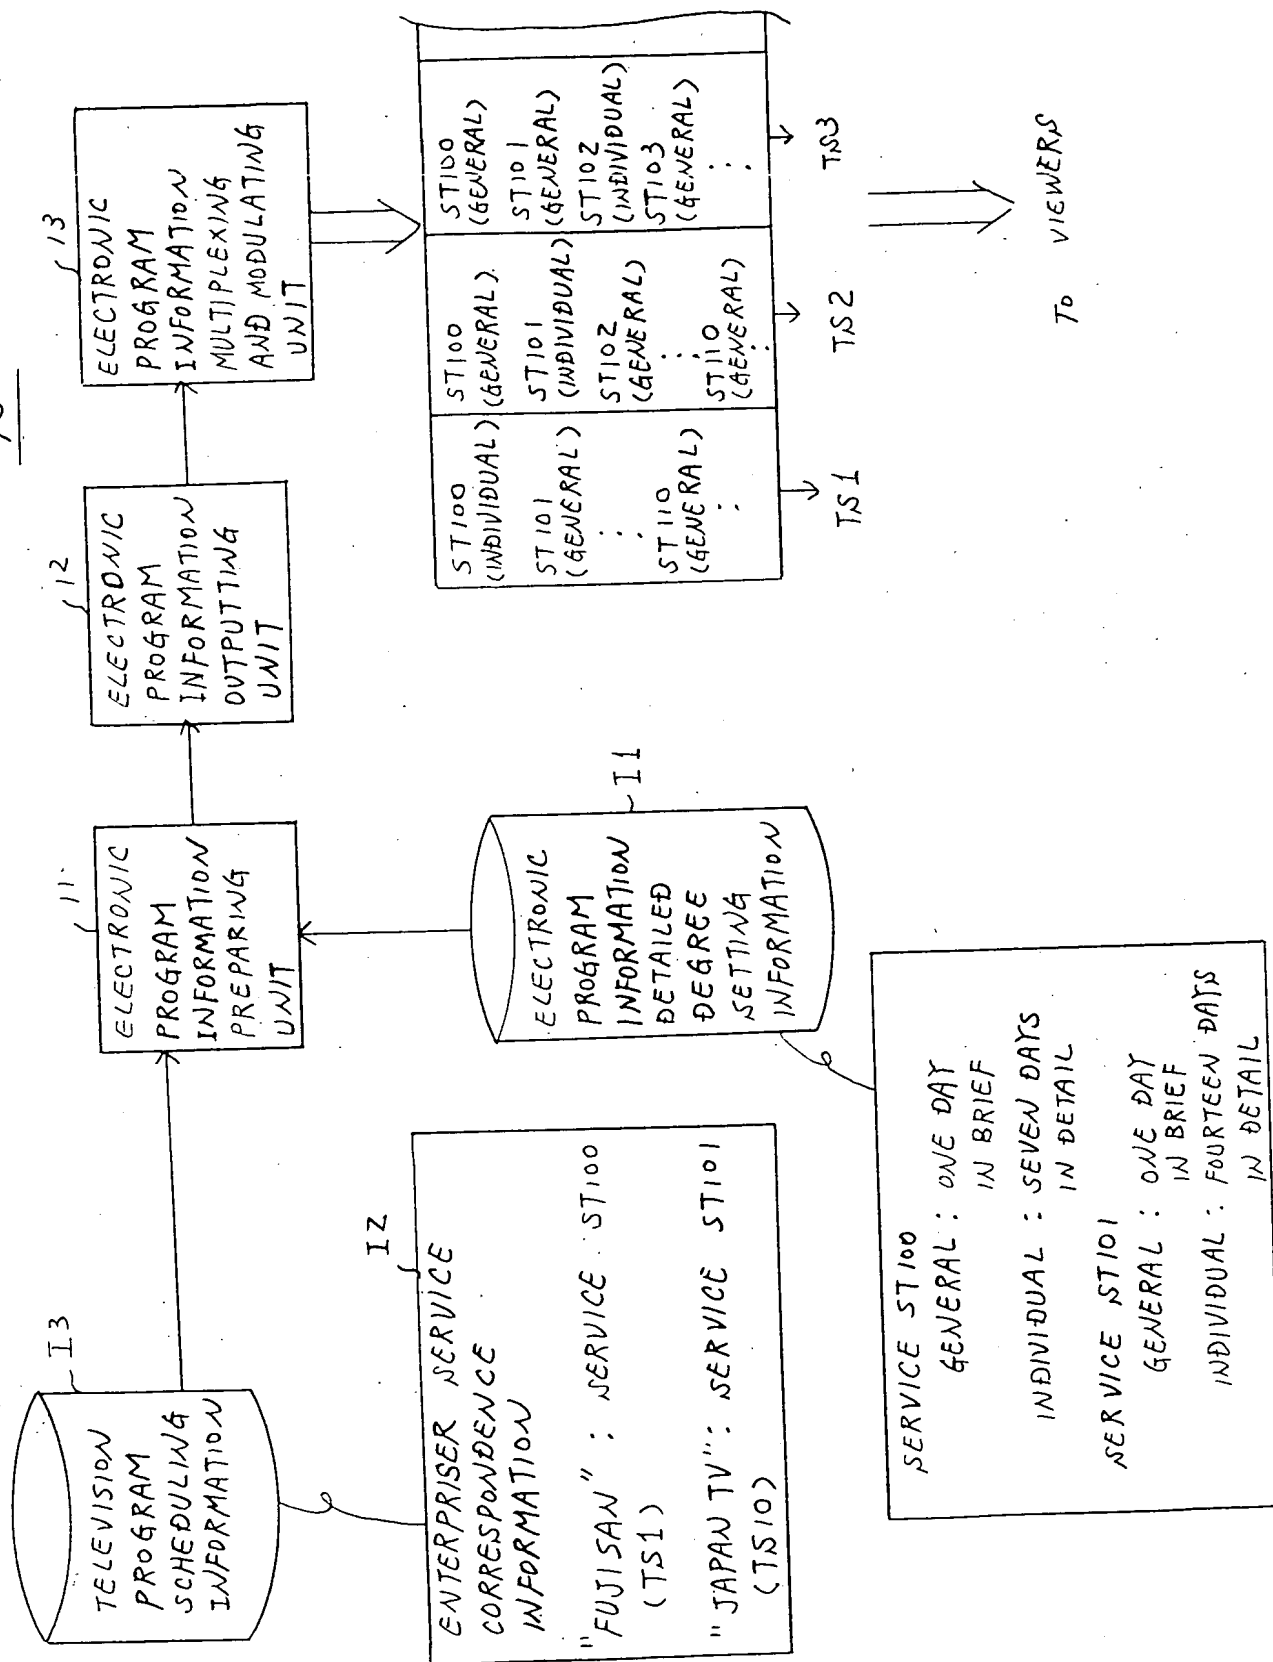 10
I3
TELEVISION
PROGRAM
SCHEDULING
INFORMATION
11
ELECTRONIC
PROGRAM
INFORMATION
PREPARING
UNIT
12
ELECTRONIC
PROGRAM
INFORMATION
OUTPUTTING
UNIT
13
ELECTRONIC
PROGRAM
INFORMATION
MULTIPLEXING
AND MODULATING
UNIT
I2
ENTERPRISER SERVICE
CORRESPONDENCE
INFORMATION
"FUJISAN" : SERVICE ST100
(TS1)
"JAPAN TV" : SERVICE ST101
(TS10)
I1
ELECTRONIC
PROGRAM
INFORMATION
DETAILED
DEGREE
SETTING
INFORMATION
SERVICE ST100
GENERAL : ONE DAY
IN BRIEF
INDIVIDUAL : SEVEN DAYS
IN DETAIL
SERVICE ST101
GENERAL : ONE DAY
IN BRIEF
INDIVIDUAL : FOURTEEN DAYS
IN DETAIL
ST100
(INDIVIDUAL)
ST101
(GENERAL)
:
ST110
(GENERAL)
:
TS1
ST100
(GENERAL)
ST101
(INDIVIDUAL)
ST102
(GENERAL)
:
ST110
(GENERAL)
:
TS2
ST100
(GENERAL)
ST101
(GENERAL)
ST102
(INDIVIDUAL)
ST103
(GENERAL)
:
TS3
To VIEWERS